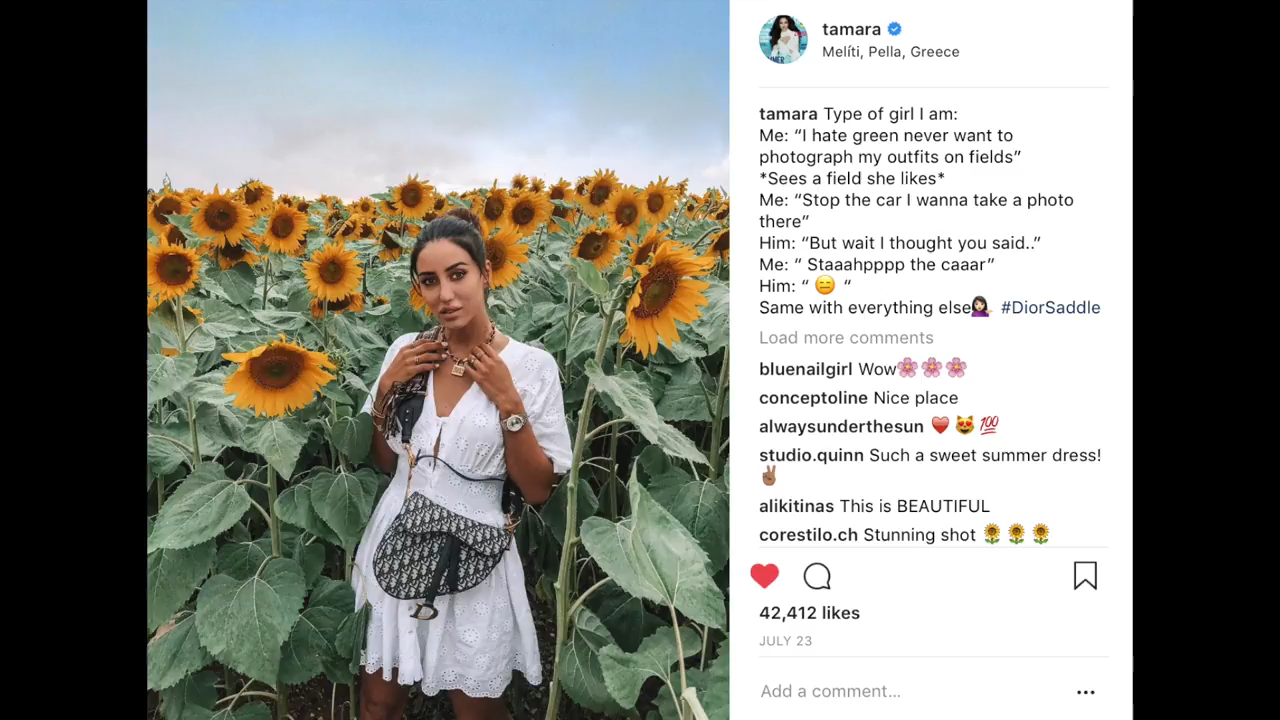 tamara
Melíti, Pella, Greece
tamara Type of girl I am:
Me: “I hate green never want to
photograph my outfits on fields”
*Sees a field she likes*
Me: “Stop the car I wanna take a photo
there”
Him: “But wait I thought you said..”
Me: “ Staaahpppp the caaar”
Him: “ 😑 “
Same with everything else💁🏻‍♀️ #DiorSaddle
Load more comments
bluenailgirl Wow🌸🌸🌸
conceptoline Nice place
alwaysunderthesun ❤️ 😻 💯
studio.quinn Such a sweet summer dress!
✌🏽
alikitinas This is BEAUTIFUL
corestilo.ch Stunning shot 🌻🌻🌻
42,412 likes
JULY 23
Add a comment...